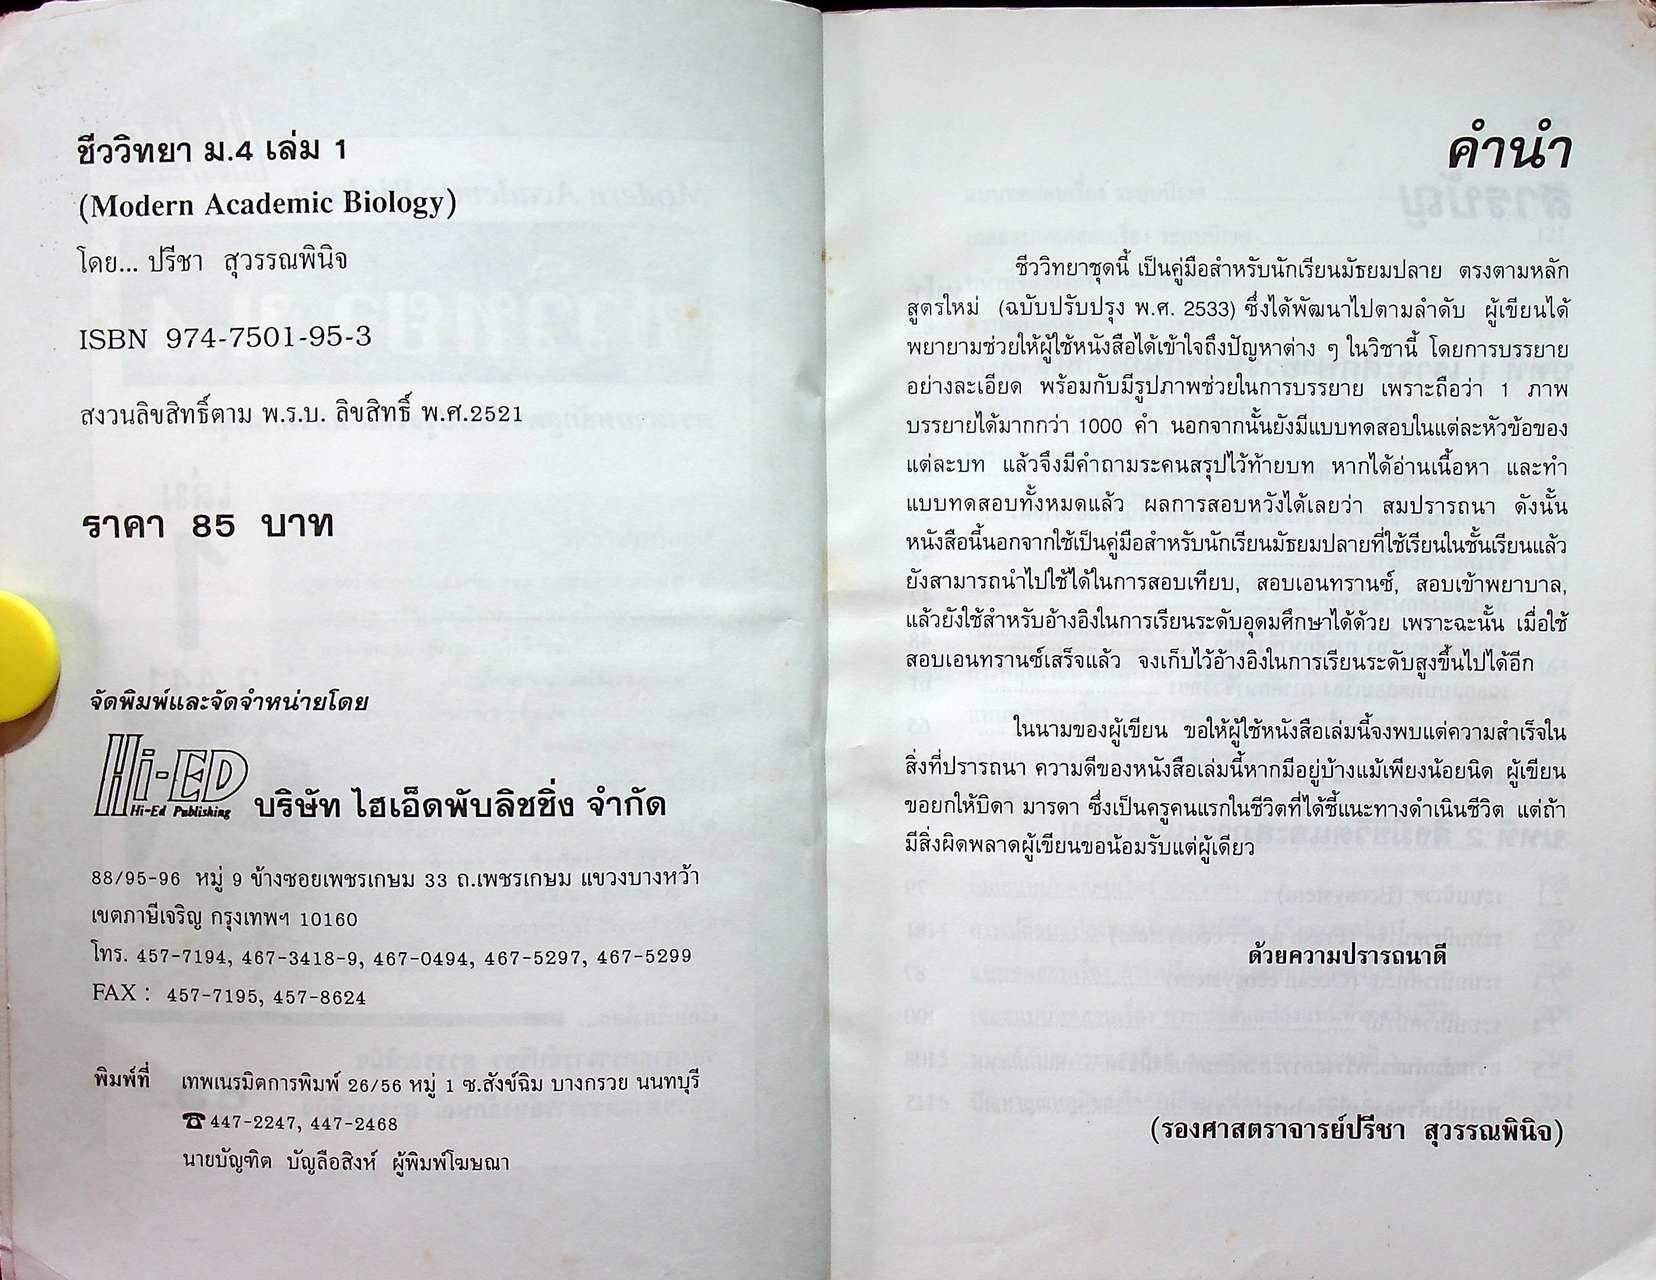 ชีววิทยา ม.4 เล่ม 1
(Modern Academic Biology)
โดย... ปรีชา สุวรรณพินิจ
ISBN 974-7501-95-3
สงวนลิขสิทธิ์ตาม พ.ร.บ. ลิขสิทธิ์ พ.ศ.2521
ราคา 85 บาท
จัดพิมพ์และจัดจำหน่ายโดย
Hi-ED
Hi-Ed Publishing
บริษัท ไฮเอ็ดพับลิชชิ่ง จำกัด
88/95-96 หมู่ 9 ข้างซอยเพชรเกษม 33 ถ.เพชรเกษม แขวงบางหว้า
เขตภาษีเจริญ กรุงเทพฯ 10160
โทร. 457-7194, 467-3418-9, 467-0494, 467-5297, 467-5299
FAX : 457-7195, 457-8624
พิมพ์ที่ เทพเนรมิตการพิมพ์ 26/56 หมู่ 1 ซ.สังข์ฉิม บางกรวย นนทบุรี
☎447-2247, 447-2468
นายบัญฑิต บัญลือสิงห์ ผู้พิมพ์โฆษณา
คำนำ
ชีววิทยาชุดนี้ เป็นคู่มือสำหรับนักเรียนมัธยมปลาย ตรงตามหลัก
สูตรใหม่ (ฉบับปรับปรุง พ.ศ. 2533) ซึ่งได้พัฒนาไปตามลำดับ ผู้เขียนได้
พยายามช่วยให้ผู้ใช้หนังสือได้เข้าใจถึงปัญหาต่าง ๆ ในวิชานี้ โดยการบรรยาย
อย่างละเอียด พร้อมกับมีรูปภาพช่วยในการบรรยาย เพราะถือว่า 1 ภาพ
บรรยายได้มากกว่า 1000 คำ นอกจากนั้นยังมีแบบทดสอบในแต่ละหัวข้อของ
แต่ละบท แล้วจึงมีคำถามระคนสรุปไว้ท้ายบท หากได้อ่านเนื้อหา และทำ
แบบทดสอบทั้งหมดแล้ว ผลการสอบหวังได้เลยว่า สมปรารถนา ดังนั้น
หนังสือนี้นอกจากใช้เป็นคู่มือสำหรับนักเรียนมัธยมปลายที่ใช้เรียนในชั้นเรียนแล้ว
ยังสามารถนำไปใช้ได้ในการสอบเทียบ, สอบเอนทรานซ์, สอบเข้าพยาบาล,
แล้วยังใช้สำหรับอ้างอิงในการเรียนระดับอุดมศึกษาได้ด้วย เพราะฉะนั้น เมื่อใช้
สอบเอนทรานซ์เสร็จแล้ว จงเก็บไว้อ้างอิงในการเรียนระดับสูงขึ้นไปได้อีก
ในนามของผู้เขียน ขอให้ผู้ใช้หนังสือเล่มนี้จงพบแต่ความสำเร็จใน
สิ่งที่ปรารถนา ความดีของหนังสือเล่มนี้หากมีอยู่บ้างแม้เพียงน้อยนิด ผู้เขียน
ขอยกให้บิดา มารดา ซึ่งเป็นครูคนแรกในชีวิตที่ได้ชี้แนะทางดำเนินชีวิต แต่ถ้า
มีสิ่งผิดพลาดผู้เขียนขอน้อมรับแต่ผู้เดียว
ด้วยความปรารถนาดี
(รองศาสตราจารย์ปรีชา สุวรรณพินิจ)